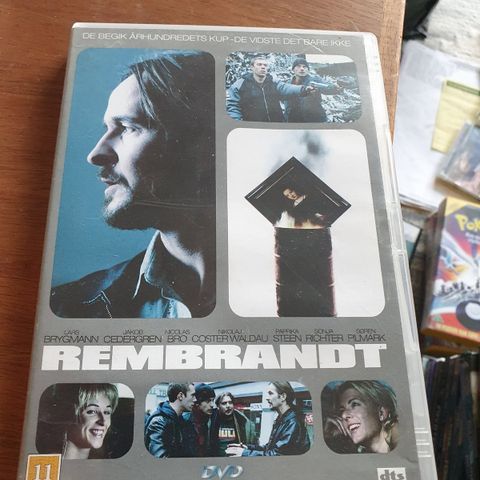 DE BEGIK ÅRHUNDREDETS KUP - DE VIDSTE DET BARE IKKE
LARS BRYGMANN JAKOB CEDERGREN NICOLAS BRO NIKOLAJ COSTER WALDAU PAPRIKA STEEN SONJA RICHTER SØREN PILMARK
REMBRANDT
11
DVD
dts